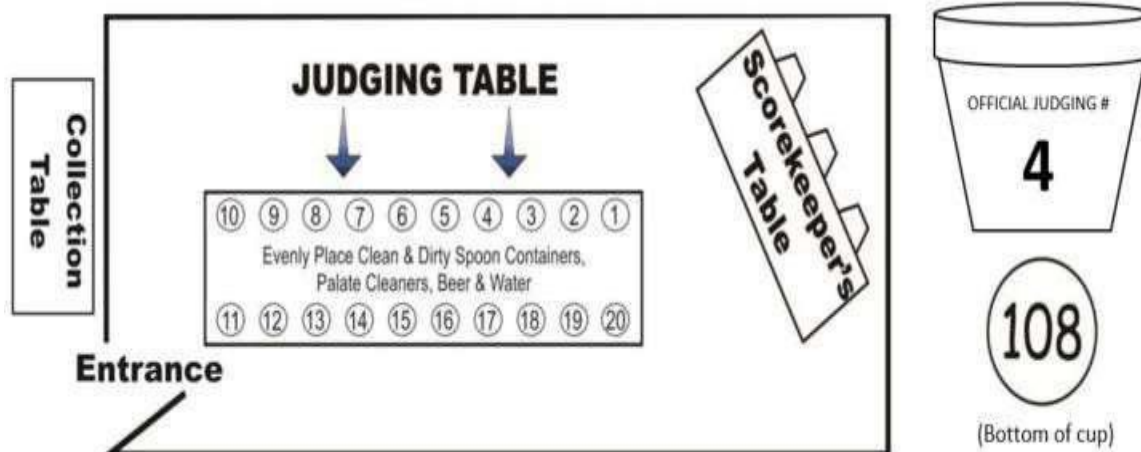 JUDGING TABLE
Collection
Table
Scorekeeper's
Table
10 9 8 7 6 5 4 3 2 1
Evenly Place Clean & Dirty Spoon Containers,
Palate Cleaners, Beer & Water
11 12 13 14 15 16 17 18 19 20
Entrance
OFFICIAL JUDGING #
4
108
(Bottom of cup)